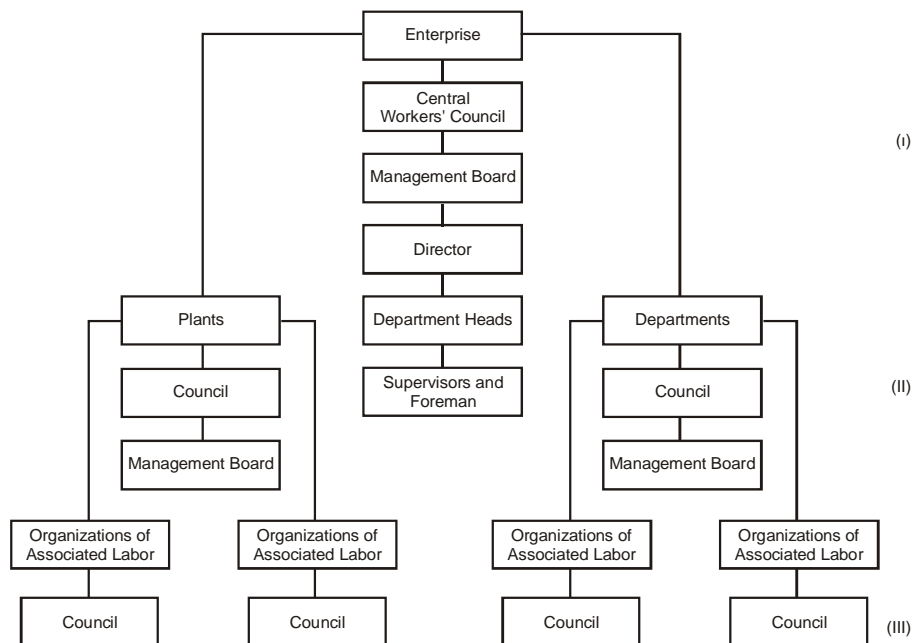 Enterprise
Central
Workers' Council
(I)
Management Board
Director
Plants
Department Heads
Departments
Supervisors and
Foreman
Council
Council
(II)
Management Board
Management Board
Organizations of
Associated Labor
Organizations of
Associated Labor
Organizations of
Associated Labor
Organizations of
Associated Labor
Council
Council
Council
Council
(III)